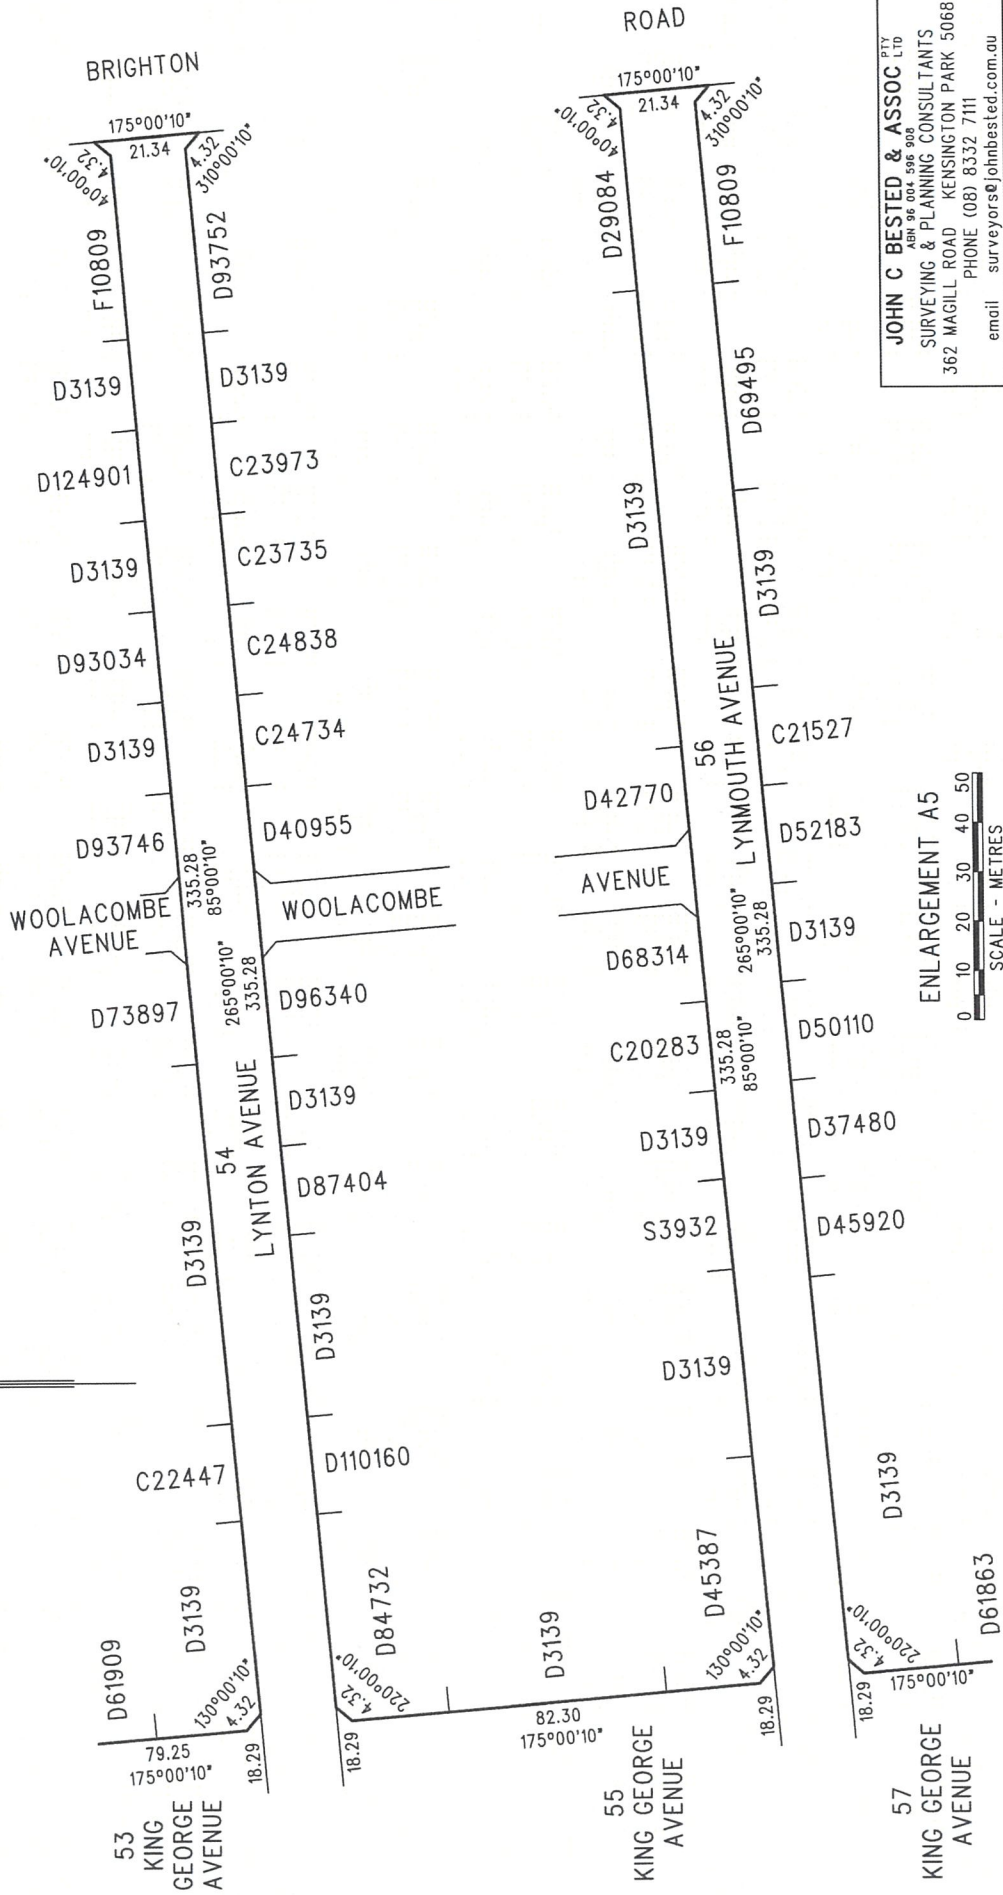 BRIGHTON
ROAD
175°00'10"
21.34
40°00'10"
4.32
4.32
310°00'10"
175°00'10"
21.34
40°00'10"
4.32
4.32
310°00'10"
F10809
D93752
D29084
F10809
D3139
D3139
D69495
D124901
C23973
D3139
D3139
C23735
D3139
D93034
C24838
D3139
C24734
C21527
D93746
D40955
D42770
56
LYNMOUTH AVENUE
D52183
335.28
85°00'10"
WOOLACOMBE
AVENUE
WOOLACOMBE
AVENUE
265°00'10"
335.28
D3139
D73897
265°00'10"
335.28
D96340
D68314
D50110
54
LYNTON AVENUE
D3139
C20283
335.28
85°00'10"
D37480
D87404
D3139
D3139
D3139
S3932
D45920
D3139
C22447
D110160
D3139
D61909
D3139
D84732
D3139
D45387
D3139
D61863
130°00'10"
4.32
4.32
220°00'10"
130°00'10"
4.32
4.32
220°00'10"
79.25
175°00'10"
18.29
18.29
82.30
175°00'10"
18.29
18.29
175°00'10"
53
KING
GEORGE
AVENUE
55
KING GEORGE
AVENUE
57
KING GEORGE
AVENUE
ENLARGEMENT A5
0 10 20 30 40 50
SCALE - METRES
JOHN C BESTED & ASSOC PTY LTD
ABN 96 004 596 908
SURVEYING & PLANNING CONSULTANTS
362 MAGILL ROAD KENSINGTON PARK 5068
PHONE (08) 8332 7111
email surveyors@johnbested.com.au